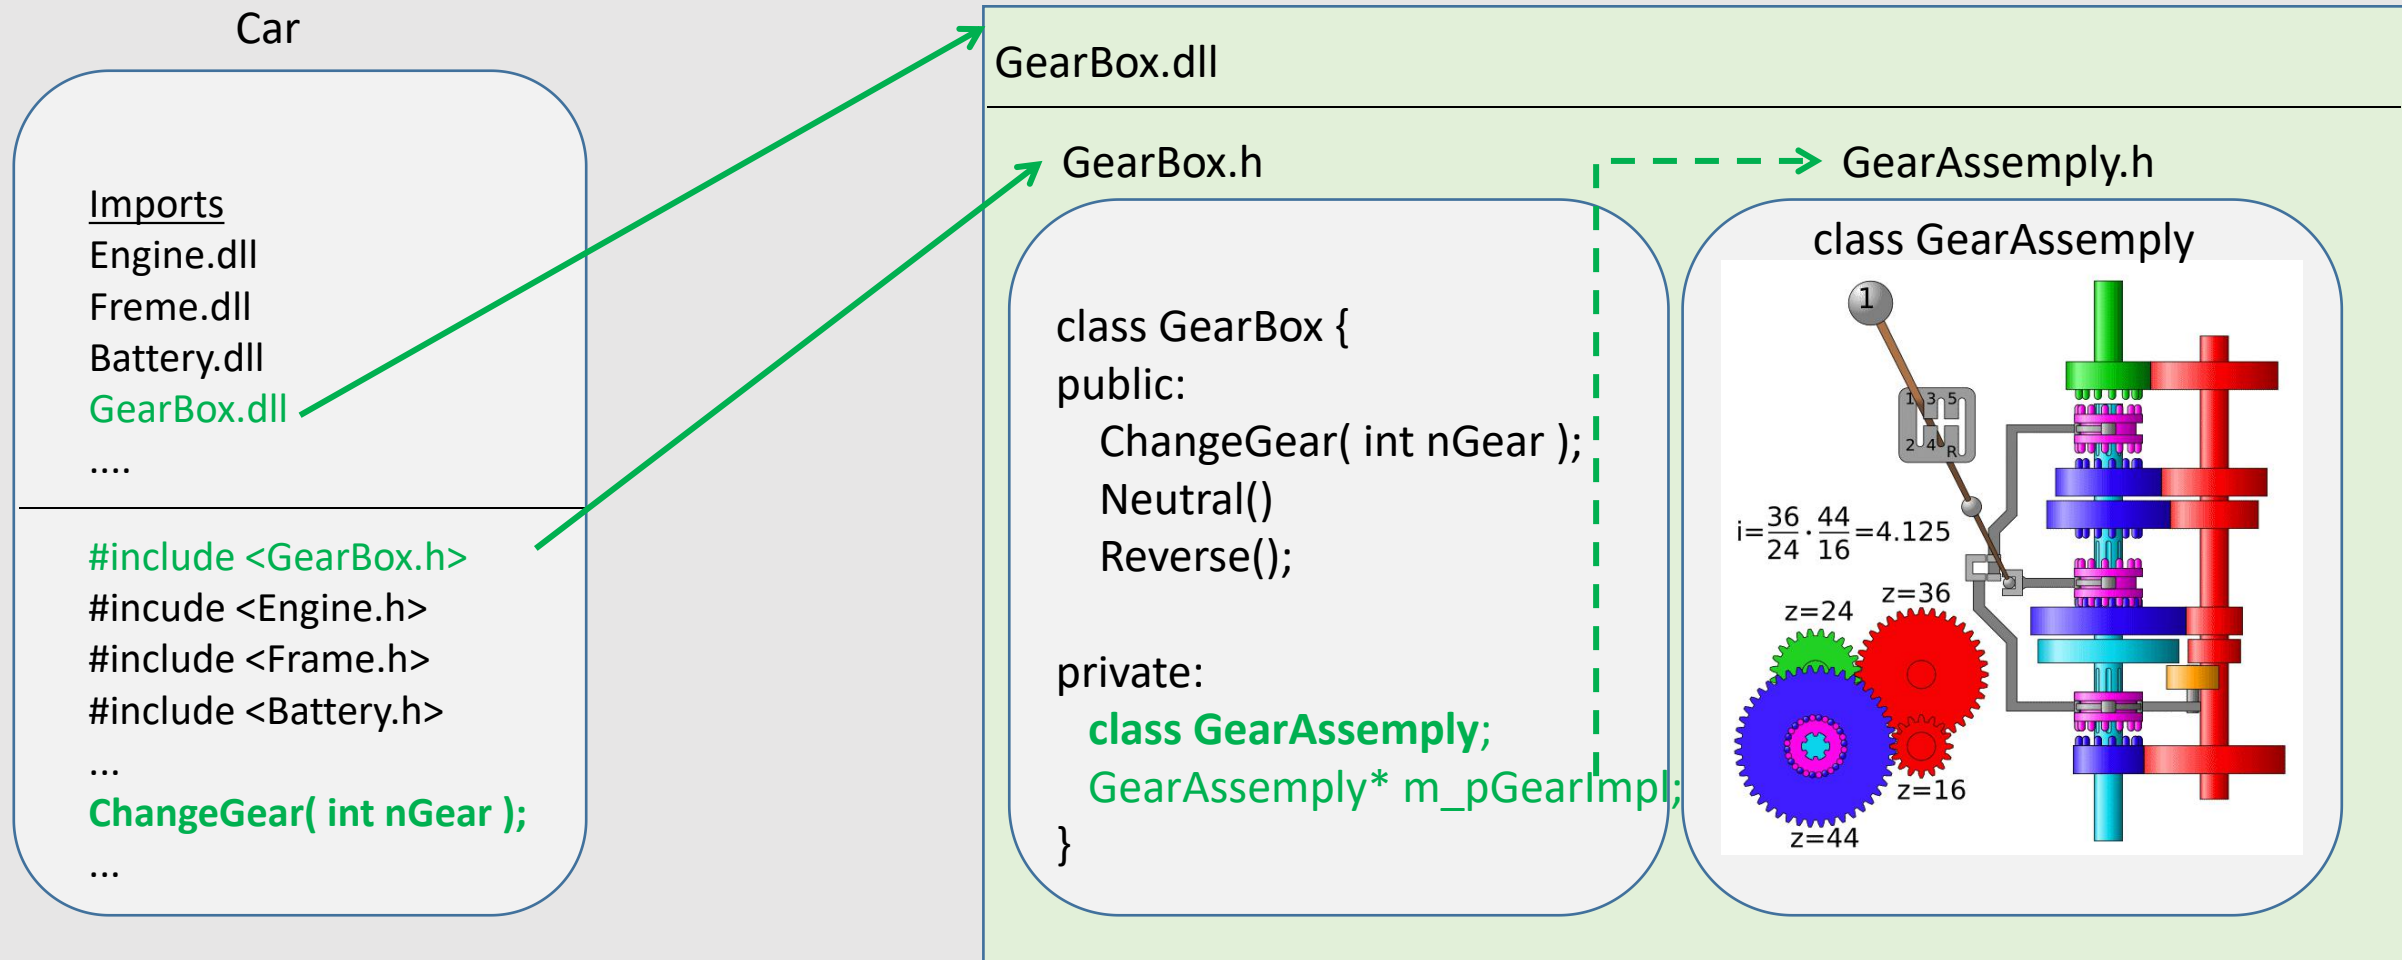 Car
Imports
Engine.dll
Freme.dll
Battery.dll
GearBox.dll
....
#include <GearBox.h>
#incude <Engine.h>
#include <Frame.h>
#include <Battery.h>
...
ChangeGear( int nGear );
...
GearBox.dll
GearBox.h
class GearBox {
public:
ChangeGear( int nGear );
Neutral()
Reverse();
private:
class GearAssemply;
GearAssemply* m_pGearImpl;
}
GearAssemply.h
class GearAssemply
1
1 3 5
2 4 R
i=36/24·44/16=4.125
z=36
z=24
z=16
z=44